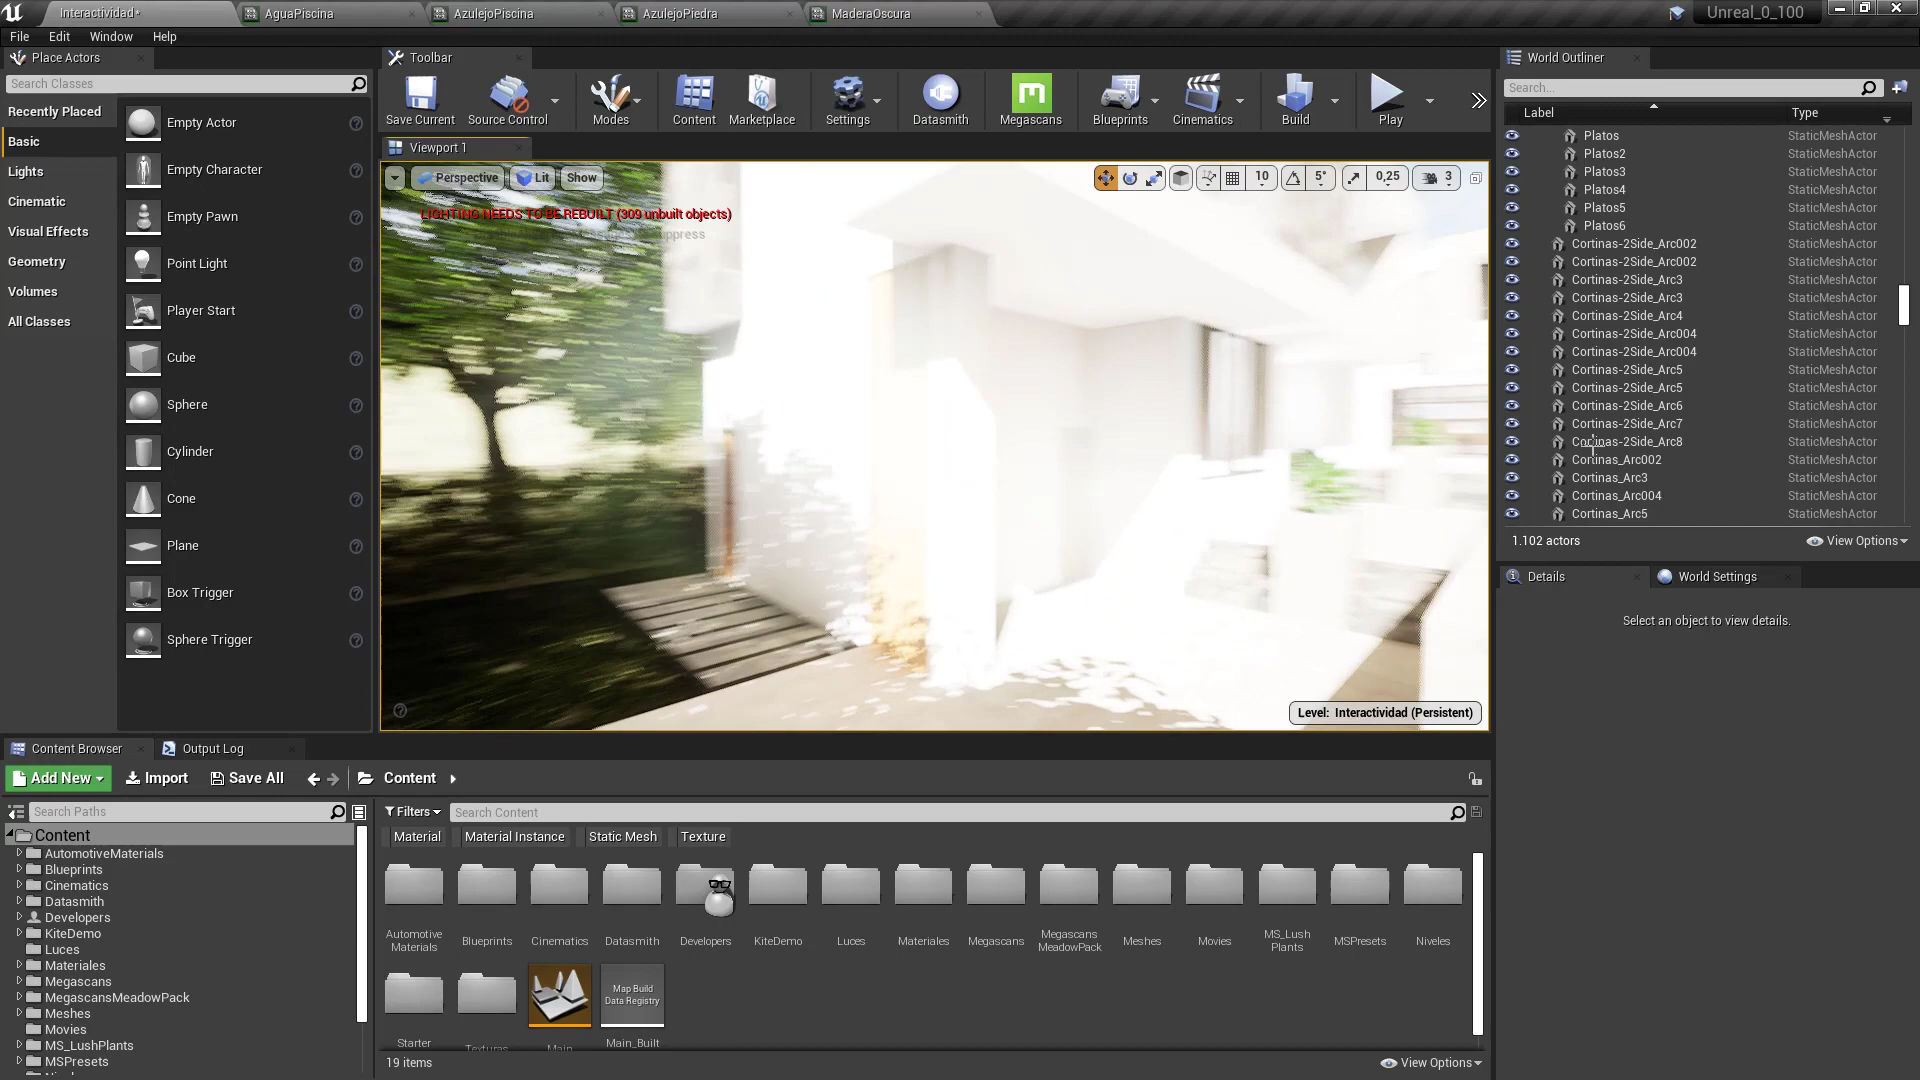 Interactividad*
AguaPiscina
AzulejoPiscina
AzulejoPiedra
MaderaOscura
Unreal_0_100
File
Edit
Window
Help
Place Actors
Search Classes
Recently Placed
Basic
Lights
Cinematic
Visual Effects
Geometry
Volumes
All Classes
Empty Actor
Empty Character
Empty Pawn
Point Light
Player Start
Cube
Sphere
Cylinder
Cone
Plane
Box Trigger
Sphere Trigger
Toolbar
Save Current
Source Control
Modes
Content
Marketplace
Settings
Datasmith
Megascans
Blueprints
Cinematics
Build
Play
Viewport 1
Perspective
Lit
Show
10
5°
0,25
3
LIGHTING NEEDS TO BE REBUILT (309 unbuilt objects)
Level: Interactividad (Persistent)
World Outliner
Search...
Label
Type
Platos StaticMeshActor
Platos2 StaticMeshActor
Platos3 StaticMeshActor
Platos4 StaticMeshActor
Platos5 StaticMeshActor
Platos6 StaticMeshActor
Cortinas-2Side_Arc002 StaticMeshActor
Cortinas-2Side_Arc002 StaticMeshActor
Cortinas-2Side_Arc3 StaticMeshActor
Cortinas-2Side_Arc3 StaticMeshActor
Cortinas-2Side_Arc4 StaticMeshActor
Cortinas-2Side_Arc004 StaticMeshActor
Cortinas-2Side_Arc004 StaticMeshActor
Cortinas-2Side_Arc5 StaticMeshActor
Cortinas-2Side_Arc5 StaticMeshActor
Cortinas-2Side_Arc6 StaticMeshActor
Cortinas-2Side_Arc7 StaticMeshActor
Cortinas-2Side_Arc8 StaticMeshActor
Cortinas_Arc002 StaticMeshActor
Cortinas_Arc3 StaticMeshActor
Cortinas_Arc004 StaticMeshActor
Cortinas_Arc5 StaticMeshActor
1.102 actors
View Options
Details
World Settings
Select an object to view details.
Content Browser
Output Log
Add New
Import
Save All
Content
Search Paths
Content
AutomotiveMaterials
Blueprints
Cinematics
Datasmith
Developers
KiteDemo
Luces
Materiales
Megascans
MegascansMeadowPack
Meshes
Movies
MS_LushPlants
MSPresets
Filters
Search Content
Material
Material Instance
Static Mesh
Texture
Automotive
Materials
Blueprints
Cinematics
Datasmith
Developers
KiteDemo
Luces
Materiales
Megascans
Megascans
MeadowPack
Meshes
Movies
MS_Lush
Plants
MSPresets
Niveles
Map Build
Data Registry
Starter
Texturas
Main
Main_Built
19 items
View Options